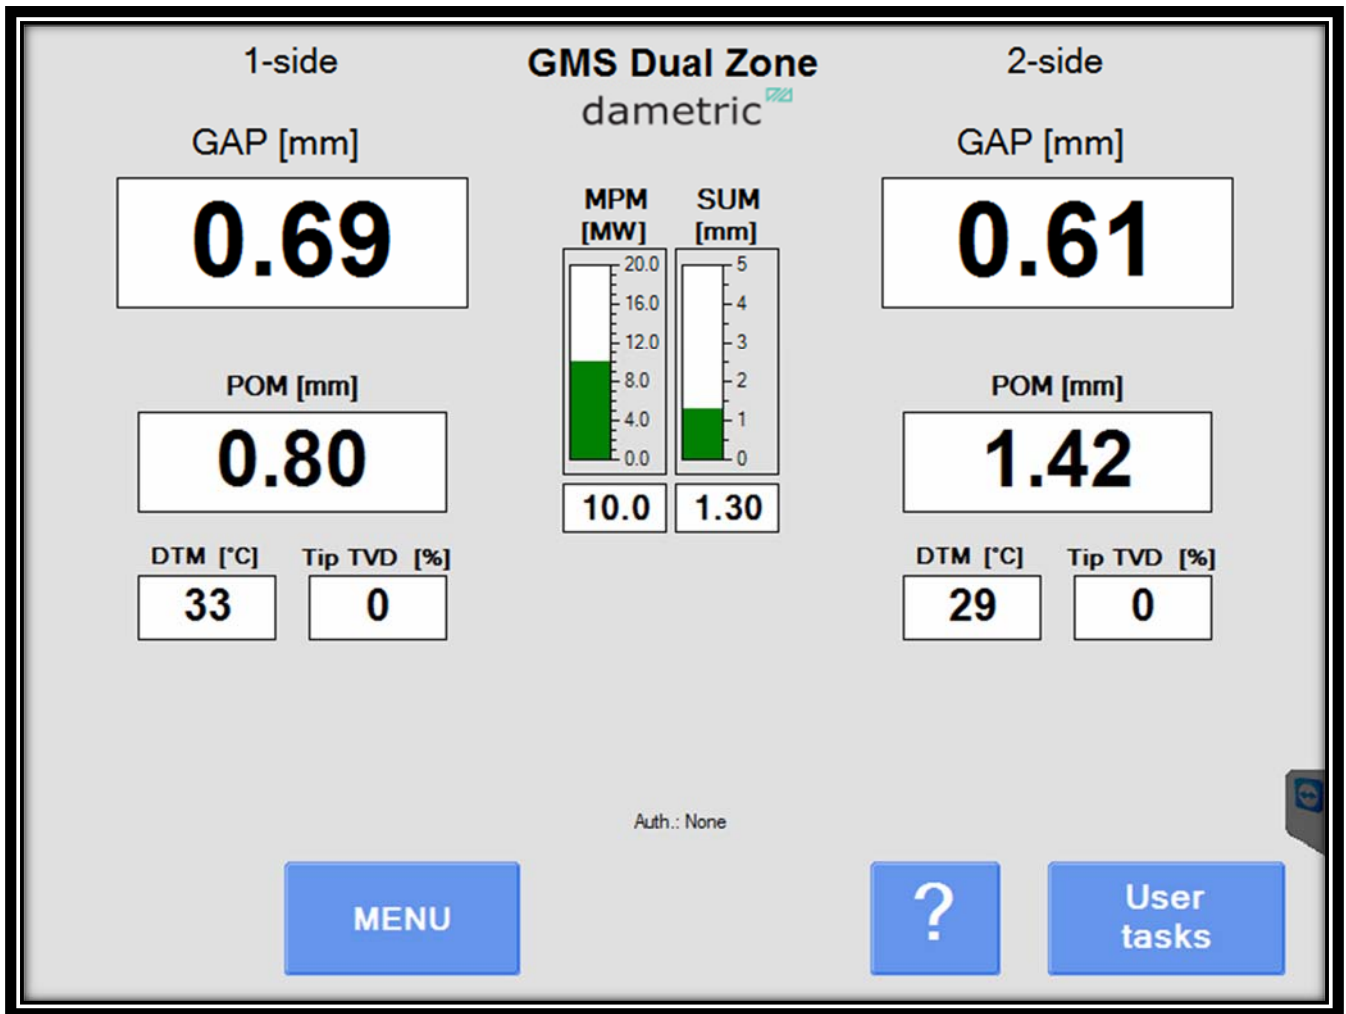 1-side
GMS Dual Zone
2-side
dametric
GAP [mm]
GAP [mm]
0.69
0.61
MPM
[MW]
SUM
[mm]
20.0
16.0
12.0
8.0
4.0
0.0
5
4
3
2
1
0
10.0
1.30
POM [mm]
POM [mm]
0.80
1.42
DTM [°C]
Tip TVD [%]
DTM [°C]
Tip TVD [%]
33
0
29
0
Auth.: None
MENU
?
User
tasks